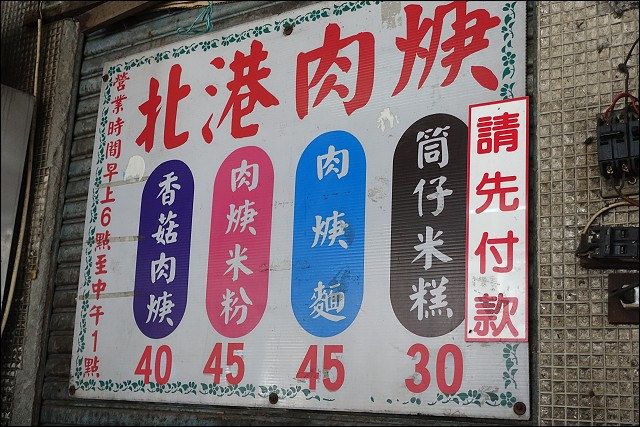 北港肉焿
營業時間早上6點至中午1點
香菇肉焿
40
肉焿米粉
45
肉焿麵
45
筒仔米糕
30
請先付款